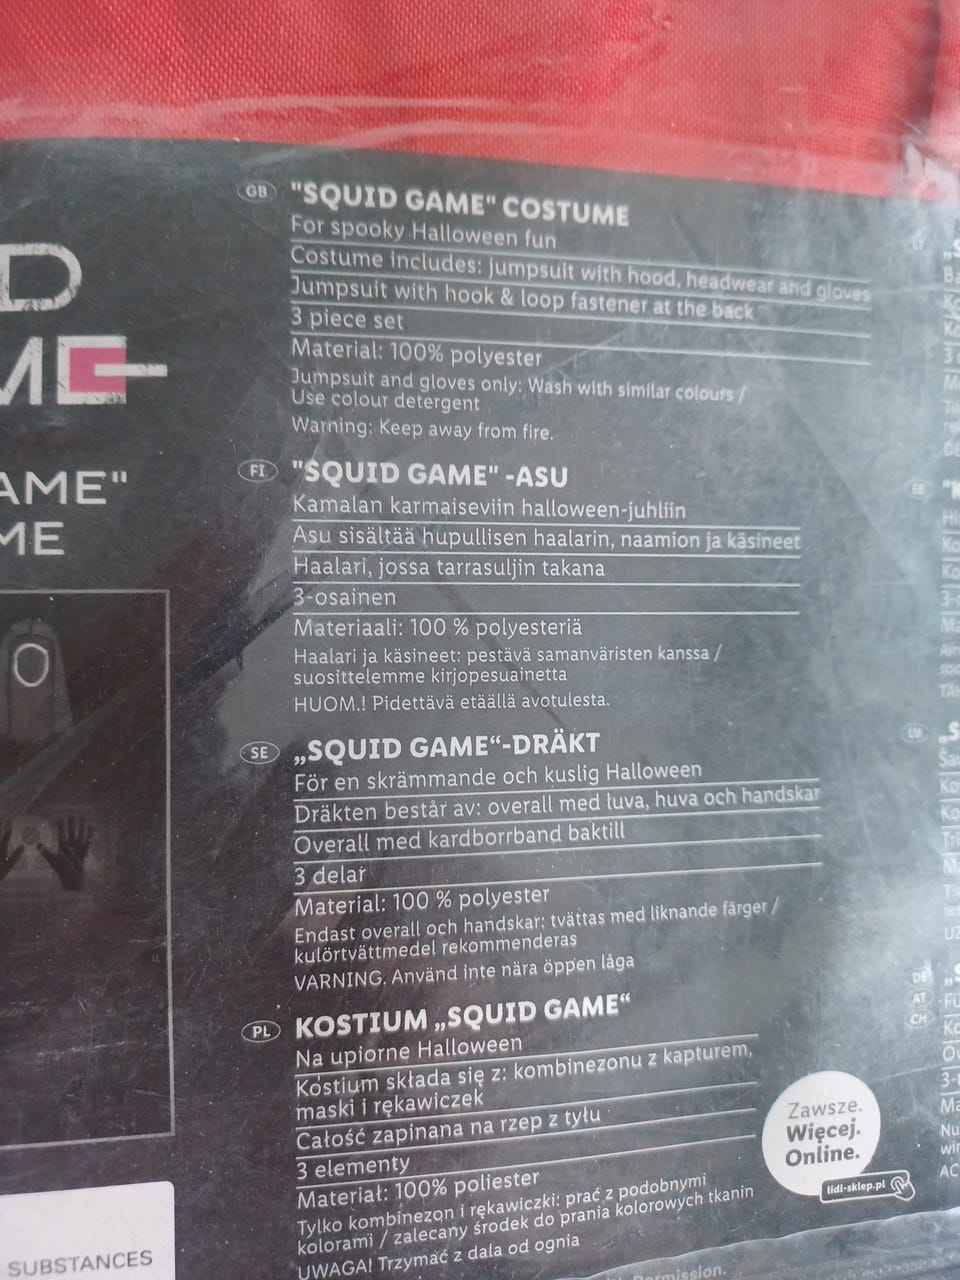 D
ME
AME"
ME
SUBSTANCES
GB "SQUID GAME" COSTUME
For spooky Halloween fun
Costume includes: jumpsuit with hood, headwear and gloves
Jumpsuit with hook & loop fastener at the back
3 piece set
Material: 100% polyester
Jumpsuit and gloves only: Wash with similar colours /
Use colour detergent
Warning: Keep away from fire.
FI "SQUID GAME" -ASU
Kamalan karmaiseviin halloween-juhliin
Asu sisältää hupullisen haalarin, naamion ja käsineet
Haalari, jossa tarrasuljin takana
3-osainen
Materiaali: 100 % polyesteriä
Haalari ja käsineet: pestävä samanväristen kanssa /
suosittelemme kirjopesuainetta
HUOM.! Pidettävä etäällä avotulesta.
SE „SQUID GAME“-DRÄKT
För en skrämmande och kuslig Halloween
Dräkten består av: overall med luva, huva och handskar
Overall med kardborrband baktill
3 delar
Material: 100 % polyester
Endast overall och handskar: tvättas med liknande färger /
kulörtvättmedel rekommenderas
VARNING. Använd inte nära öppen låga
PL KOSTIUM „SQUID GAME“
Na upiorne Halloween
Kostium składa się z: kombinezonu z kapturem,
maski i rękawiczek
Całość zapinana na rzep z tyłu
3 elementy
Materiał: 100% poliester
Tylko kombinezon i rękawiczki: prać z podobnymi
kolorami / zalecany środek do prania kolorowych tkanin
UWAGA! Trzymać z dala od ognia
Zawsze.
Więcej.
Online.
lidl-sklep.pl
Permission.
LT
EE
LV
DE
AT
CH